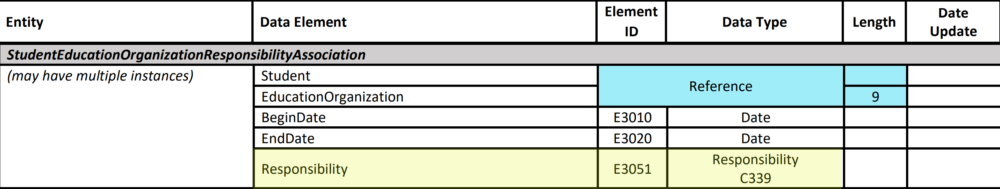 Entity Data Element Element ID Data Type Length Date Update
StudentEducationOrganizationResponsibilityAssociation
(may have multiple instances) Student Reference
EducationOrganization 9
BeginDate E3010 Date
EndDate E3020 Date
Responsibility E3051 Responsibility C339